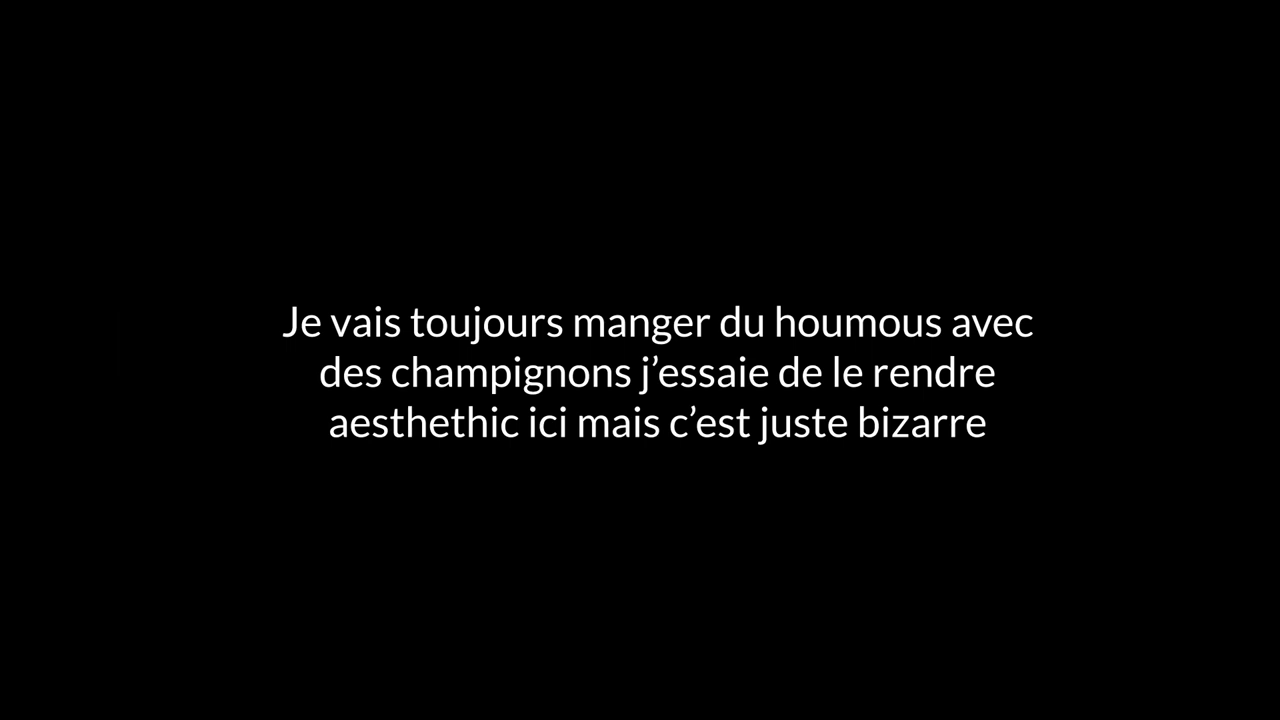 Je vais toujours manger du houmous avec
des champignons j’essaie de le rendre
aesthethic ici mais c’est juste bizarre